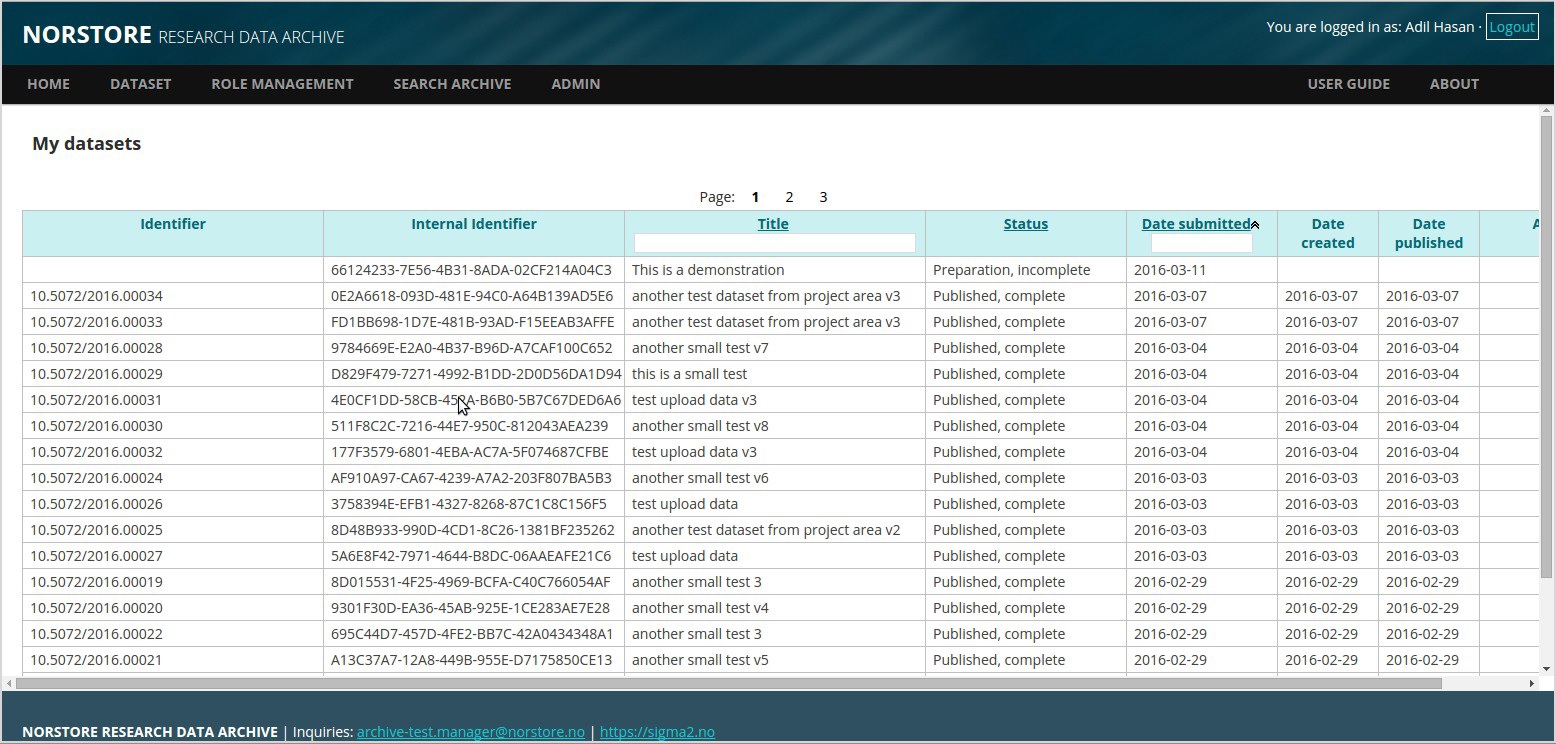 NORSTORE RESEARCH DATA ARCHIVE
You are logged in as: Adil Hasan · Logout
HOME DATASET ROLE MANAGEMENT SEARCH ARCHIVE ADMIN USER GUIDE ABOUT
My datasets
Page: 1 2 3
Identifier Internal Identifier Title Status Date submitted Date created Date published A
66124233-7E56-4B31-8ADA-02CF214A04C3 This is a demonstration Preparation, incomplete 2016-03-11
10.5072/2016.00034 0E2A6618-093D-481E-94C0-A64B139AD5E6 another test dataset from project area v3 Published, complete 2016-03-07 2016-03-07 2016-03-07
10.5072/2016.00033 FD1BB698-1D7E-481B-93AD-F15EEAB3AFFE another test dataset from project area v3 Published, complete 2016-03-07 2016-03-07 2016-03-07
10.5072/2016.00028 9784669E-E2A0-4B37-B96D-A7CAF100C652 another small test v7 Published, complete 2016-03-04 2016-03-04 2016-03-04
10.5072/2016.00029 D829F479-7271-4992-B1DD-2D0D56DA1D94 this is a small test Published, complete 2016-03-04 2016-03-04 2016-03-04
10.5072/2016.00031 test upload data v3 Published, complete 2016-03-04 2016-03-04 2016-03-04
10.5072/2016.00030 511F8C2C-7216-44E7-950C-812043AEA239 another small test v8 Published, complete 2016-03-04 2016-03-04 2016-03-04
10.5072/2016.00032 177F3579-6801-4EBA-AC7A-5F074687CFBE test upload data v3 Published, complete 2016-03-04 2016-03-04 2016-03-04
10.5072/2016.00024 AF910A97-CA67-4239-A7A2-203F807BA5B3 another small test v6 Published, complete 2016-03-03 2016-03-03 2016-03-03
10.5072/2016.00026 3758394E-EFB1-4327-8268-87C1C8C156F5 test upload data Published, complete 2016-03-03 2016-03-03 2016-03-03
10.5072/2016.00025 8D48B933-990D-4CD1-8C26-1381BF235262 another test dataset from project area v2 Published, complete 2016-03-03 2016-03-03 2016-03-03
10.5072/2016.00027 5A6E8F42-7971-4644-B8DC-06AAEAFE21C6 test upload data Published, complete 2016-03-03 2016-03-03 2016-03-03
10.5072/2016.00019 8D015531-4F25-4969-BCFA-C40C766054AF another small test 3 Published, complete 2016-02-29 2016-02-29 2016-02-29
10.5072/2016.00020 9301F30D-EA36-45AB-925E-1CE283AE7E28 another small test v4 Published, complete 2016-02-29 2016-02-29 2016-02-29
10.5072/2016.00022 695C44D7-457D-4FE2-BB7C-42A0434348A1 another small test 3 Published, complete 2016-02-29 2016-02-29 2016-02-29
10.5072/2016.00021 A13C37A7-12A8-449B-955E-D7175850CE13 another small test v5 Published, complete 2016-02-29 2016-02-29 2016-02-29
NORSTORE RESEARCH DATA ARCHIVE | Inquiries: archive-test.manager@norstore.no | https://sigma2.no